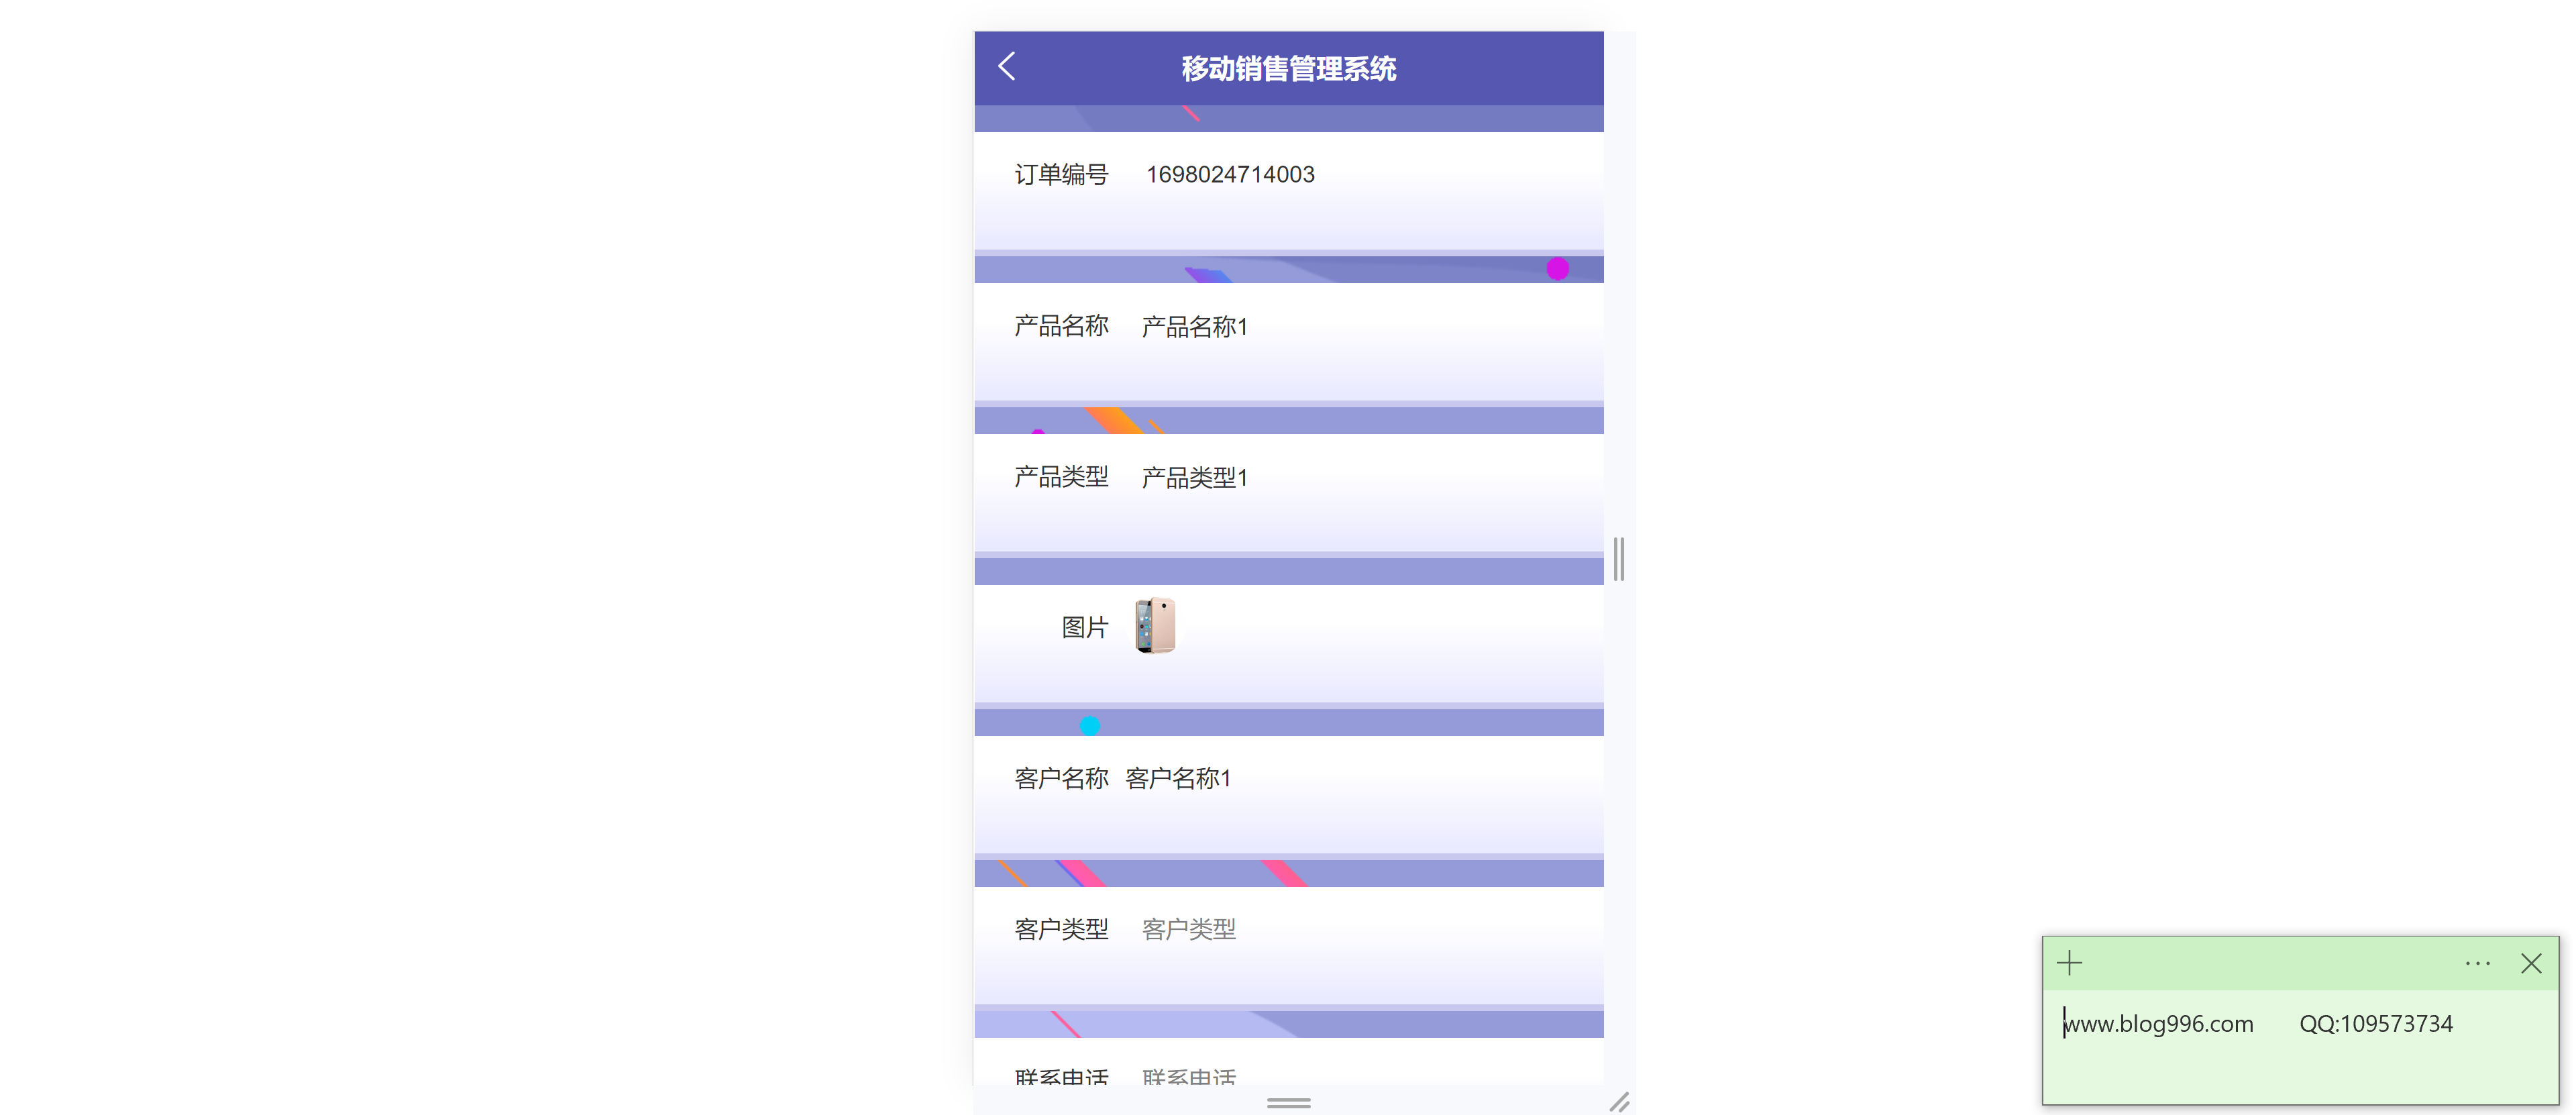 移动销售管理系统
订单编号 1698024714003
产品名称 产品名称1
产品类型 产品类型1
图片
客户名称 客户名称1
客户类型 客户类型
联系电话 联系电话
www.blog996.com QQ:109573734